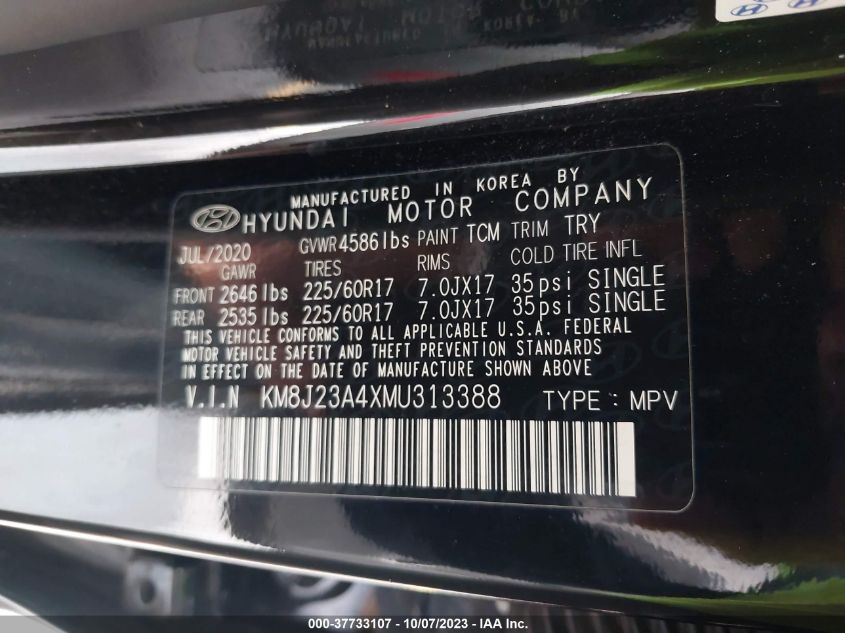 MANUFACTURED IN KOREA BY
HYUNDAI MOTOR COMPANY
JUL/2020 GVWR4586lbs PAINT TCM TRIM TRY
GAWR TIRES RIMS COLD TIRE INFL
FRONT 2646lbs 225/60R17 7.0JX17 35psi SINGLE
REAR 2535lbs 225/60R17 7.0JX17 35psi SINGLE
THIS VEHICLE CONFORMS TO ALL APPLICABLE U.S.A. FEDERAL
MOTOR VEHICLE SAFETY AND THEFT PREVENTION STANDARDS
IN EFFECT ON THE DATE OF MANUFACTURE SHOWN ABOVE
V.I.N KM8J23A4XMU313388 TYPE : MPV
000-37733107 - 10/07/2023 - IAA Inc.